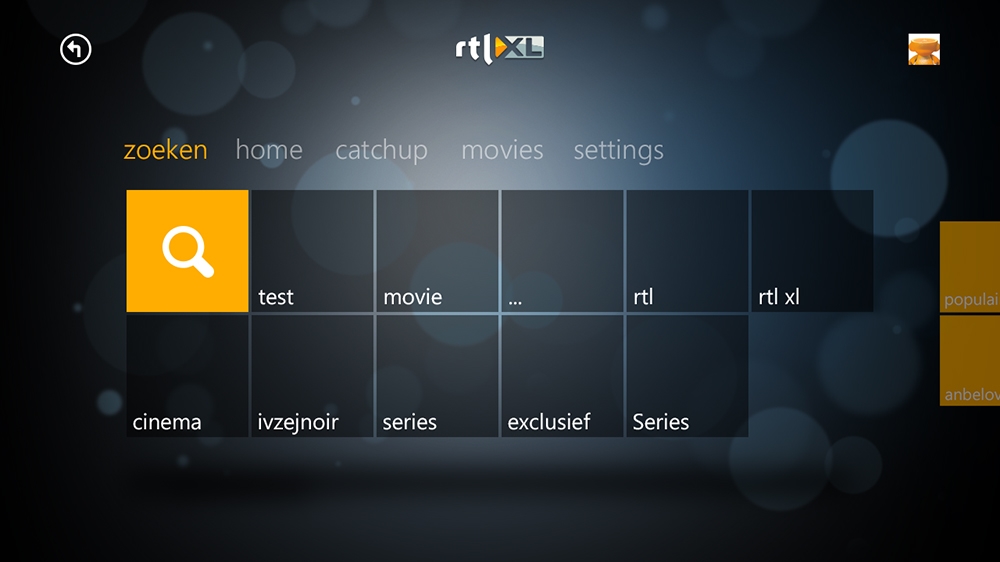 rtl XL
zoeken home catchup movies settings
test movie ... rtl rtl xl
populai
cinema ivzejnoir series exclusief Series
anbelov